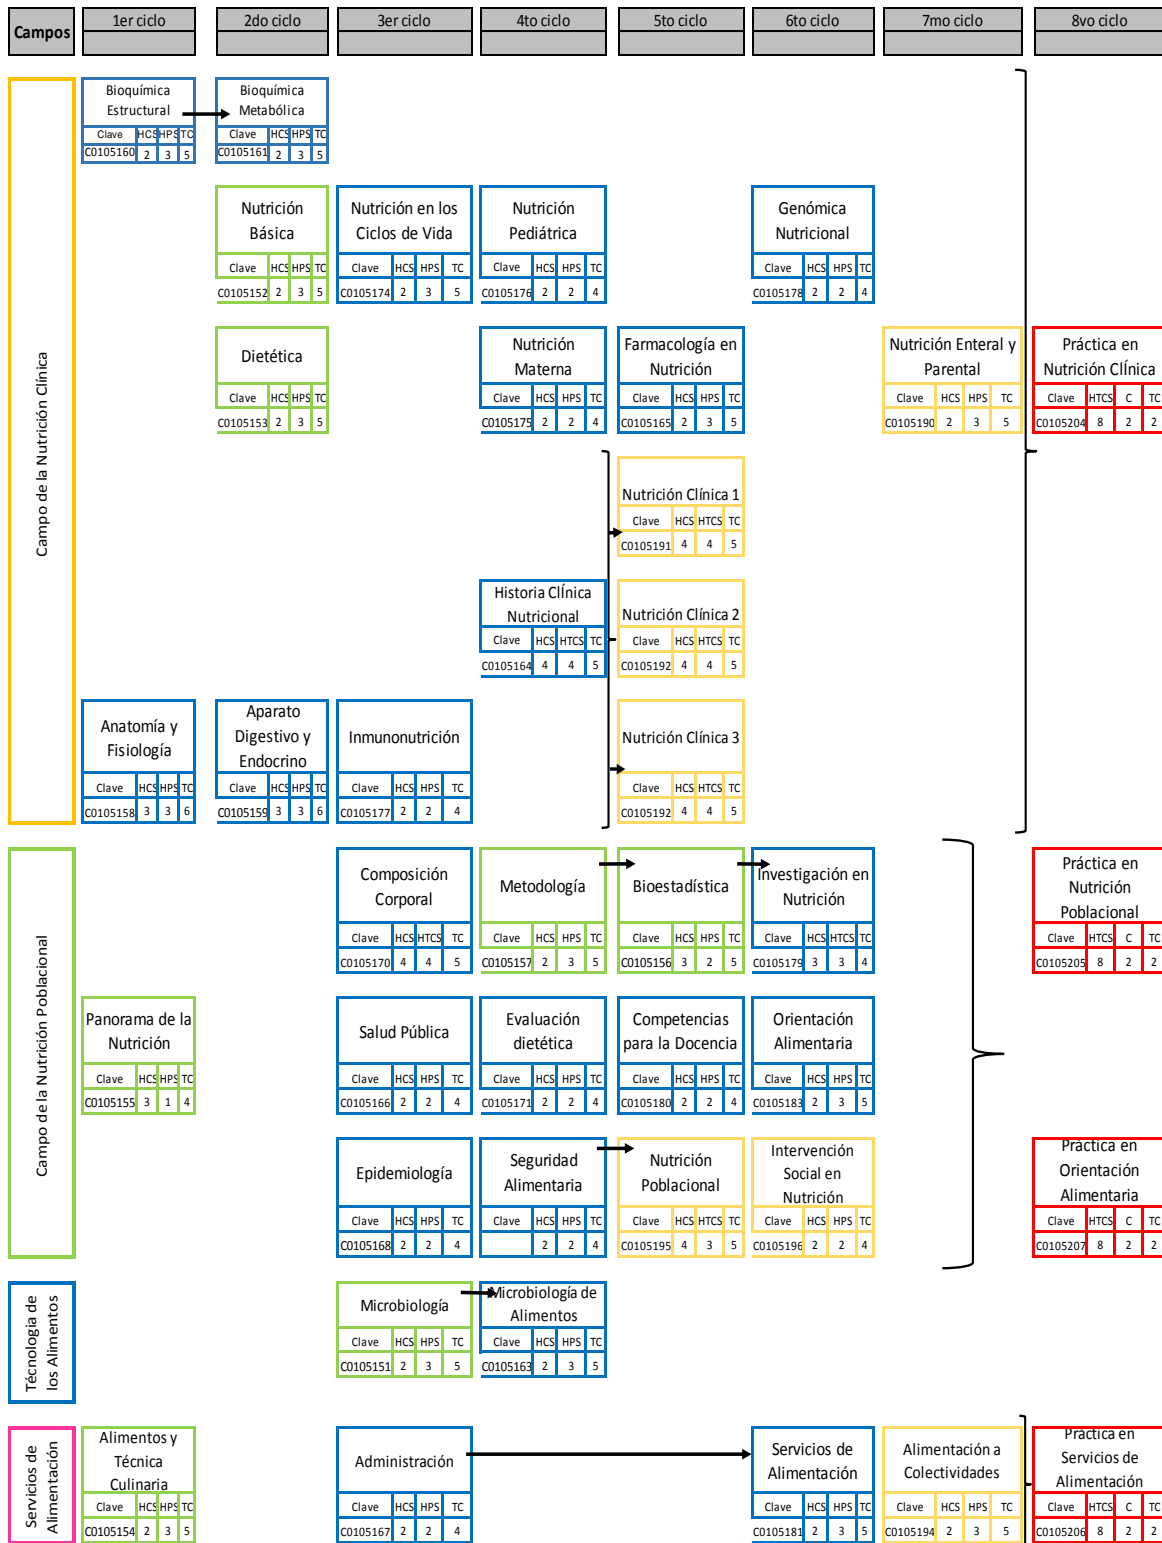 Campos
1er ciclo
2do ciclo
3er ciclo
4to ciclo
5to ciclo
6to ciclo
7mo ciclo
8vo ciclo
Campo de la Nutrición Clínica
Bioquímica
Estructural
Clave HCS HPS TC
C0105160 2 3 5
Bioquímica
Metabólica
Clave HCS HPS TC
C0105161 2 3 5
Nutrición
Básica
Clave HCS HPS TC
C0105152 2 3 5
Nutrición en los
Ciclos de Vida
Clave HCS HPS TC
C0105174 2 3 5
Nutrición
Pediátrica
Clave HCS HPS TC
C0105176 2 2 4
Genómica
Nutricional
Clave HCS HPS TC
C0105178 2 2 4
Dietética
Clave HCS HPS TC
C0105153 2 3 5
Nutrición
Materna
Clave HCS HPS TC
C0105175 2 2 4
Farmacología en
Nutrición
Clave HCS HPS TC
C0105165 2 3 5
Nutrición Enteral y
Parental
Clave HCS HPS TC
C0105190 2 3 5
Práctica en
Nutrición ClÍnica
Clave HTCS C TC
C0105204 8 2 2
Nutrición Clínica 1
Clave HCS HTCS TC
C0105191 4 4 5
Historia ClÍnica
Nutricional
Clave HCS HTCS TC
C0105164 4 4 5
Nutrición Clínica 2
Clave HCS HTCS TC
C0105192 4 4 5
Anatomía y
Fisiología
Clave HCS HPS TC
C0105158 3 3 6
Aparato
Digestivo y
Endocrino
Clave HCS HPS TC
C0105159 3 3 6
Inmunonutrición
Clave HCS HPS TC
C0105177 2 2 4
Nutrición Clínica 3
Clave HCS HTCS TC
C0105192 4 4 5
Campo de la Nutrición Poblacional
Composición
Corporal
Clave HCS HTCS TC
C0105170 4 4 5
Metodología
Clave HCS HPS TC
C0105157 2 3 5
Bioestadística
Clave HCS HPS TC
C0105156 3 2 5
Investigación en
Nutrición
Clave HCS HTCS TC
C0105179 3 3 4
Práctica en
Nutrición
Poblacional
Clave HTCS C TC
C0105205 8 2 2
Panorama de la
Nutrición
Clave HCS HPS TC
C0105155 3 1 4
Salud Pública
Clave HCS HPS TC
C0105166 2 2 4
Evaluación
dietética
Clave HCS HPS TC
C0105171 2 2 4
Competencias
para la Docencia
Clave HCS HPS TC
C0105180 2 2 4
Orientación
Alimentaria
Clave HCS HPS TC
C0105183 2 3 5
Epidemiología
Clave HCS HPS TC
C0105168 2 2 4
Seguridad
Alimentaria
Clave HCS HPS TC
2 2 4
Nutrición
Poblacional
Clave HCS HTCS TC
C0105195 4 3 5
Intervención
Social en
Nutrición
Clave HCS HPS TC
C0105196 2 2 4
Práctica en
Orientación
Alimentaria
Clave HTCS C TC
C0105207 8 2 2
Técnologia de
los Alimentos
Microbiología
Clave HCS HPS TC
C0105151 2 3 5
Microbiología de
Alimentos
Clave HCS HPS TC
C0105163 2 3 5
Servicios de
Alimentación
Alimentos y
Técnica
Culinaria
Clave HCS HPS TC
C0105154 2 3 5
Administración
Clave HCS HPS TC
C0105167 2 2 4
Servicios de
Alimentación
Clave HCS HPS TC
C0105181 2 3 5
Alimentación a
Colectividades
Clave HCS HPS TC
C0105194 2 3 5
Práctica en
Servicios de
Alimentación
Clave HTCS C TC
C0105206 8 2 2